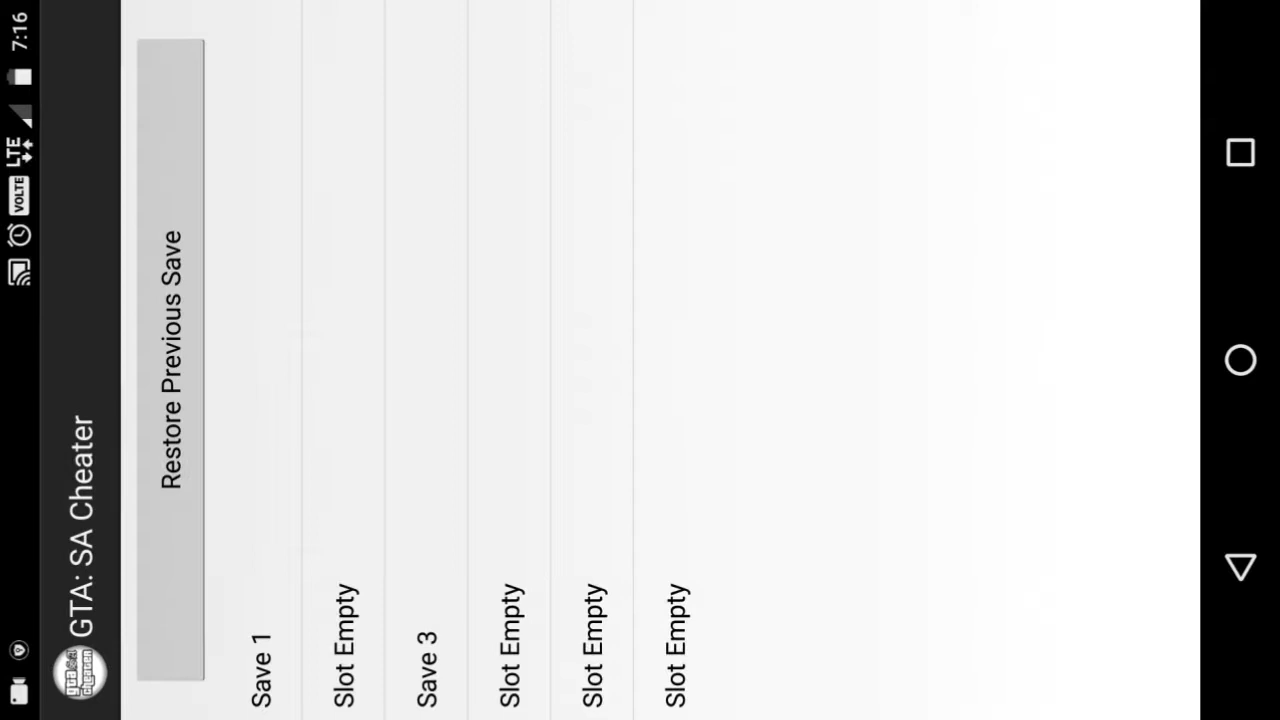 7:16
LTE
VOLTE
GTA: SA Cheater
Restore Previous Save
Save 1
Slot Empty
Save 3
Slot Empty
Slot Empty
Slot Empty